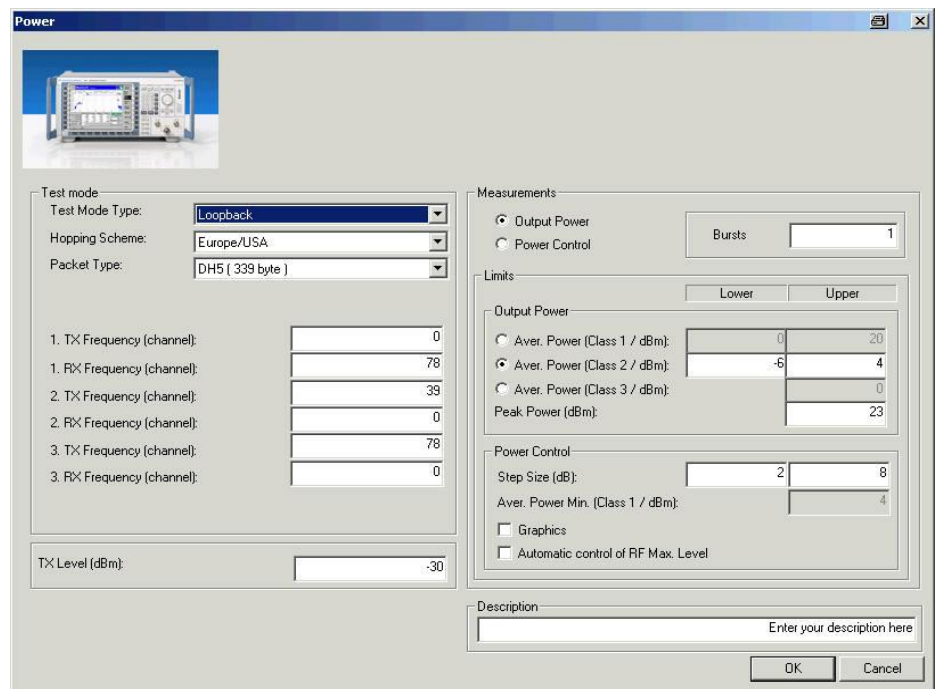 Power
Test mode
Test Mode Type: Loopback
Hopping Scheme: Europe/USA
Packet Type: DH5 ( 339 byte )
1. TX Frequency (channel): 0
1. RX Frequency (channel): 78
2. TX Frequency (channel): 39
2. RX Frequency (channel): 0
3. TX Frequency (channel): 78
3. RX Frequency (channel): 0
TX Level (dBm): -30
Measurements
Output Power
Power Control
Bursts 1
Limits
Lower Upper
Output Power
Aver. Power (Class 1 / dBm): 0 20
Aver. Power (Class 2 / dBm): -6 4
Aver. Power (Class 3 / dBm): 0
Peak Power (dBm): 23
Power Control
Step Size (dB): 2 8
Aver. Power Min. (Class 1 / dBm): 4
Graphics
Automatic control of RF Max. Level
Description
Enter your description here
OK Cancel